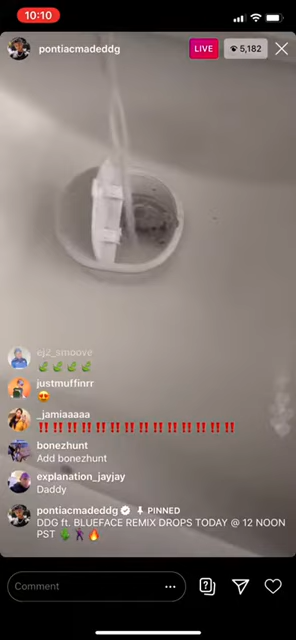 10:10
pontiacmadeddg
LIVE
5,182
ej2_smoove
justmuffinrr
_jamiaaaaa
bonezhunt
Add bonezhunt
explanation_jayjay
Daddy
pontiacmadeddg PINNED
DDG ft. BLUEFACE REMIX DROPS TODAY @ 12 NOON
PST
Comment